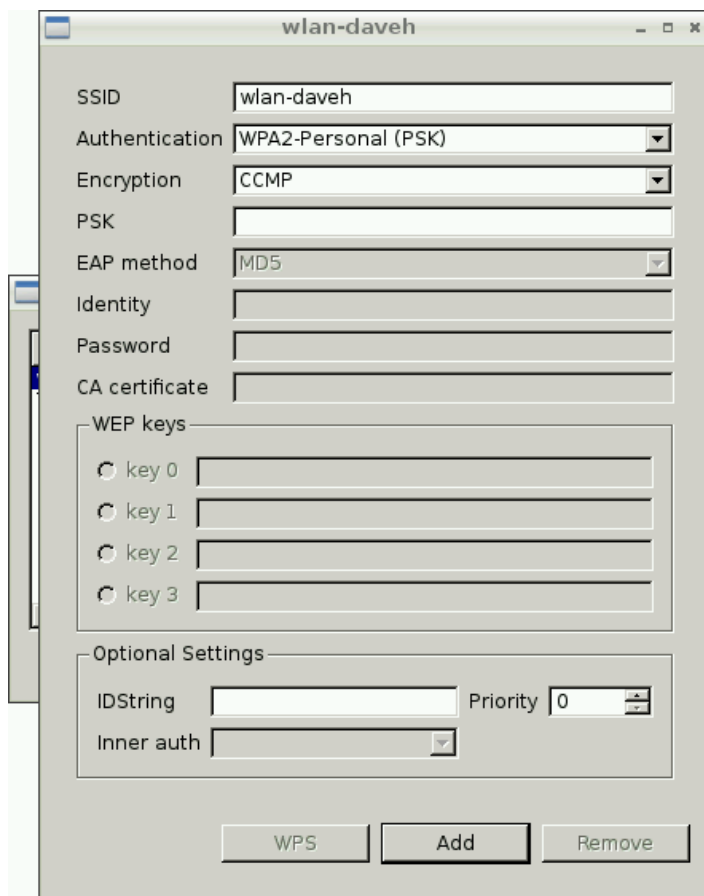 wlan-daveh
SSID wlan-daveh
Authentication WPA2-Personal (PSK)
Encryption CCMP
PSK
EAP method MD5
Identity
Password
CA certificate
WEP keys
key 0
key 1
key 2
key 3
Optional Settings
IDString Priority 0
Inner auth
WPS Add Remove